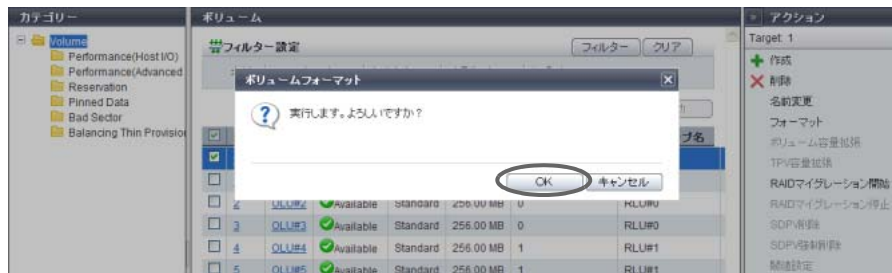 カテゴリー
Volume
Performance(Host I/O)
Performance(Advanced
Reservation
Pinned Data
Bad Sector
Balancing Thin Provision
ボリューム
フィルター設定
フィルター
クリア
ボリュームフォーマット
実行します。よろしいですか?
OK
キャンセル
プ名
2 OLU#2 Available Standard 256.00 MB 0 RLU#0
3 OLU#3 Available Standard 256.00 MB 0 RLU#0
4 OLU#4 Available Standard 256.00 MB 1 RLU#1
5 OLU#5 Available Standard 256.00 MB 1 RLU#1
アクション
Target: 1
作成
削除
名前変更
フォーマット
ボリューム容量拡張
TPV容量拡張
RAIDマイグレーション開始
RAIDマイグレーション停止
SDPV削除
SDPV強制削除
閾値設定